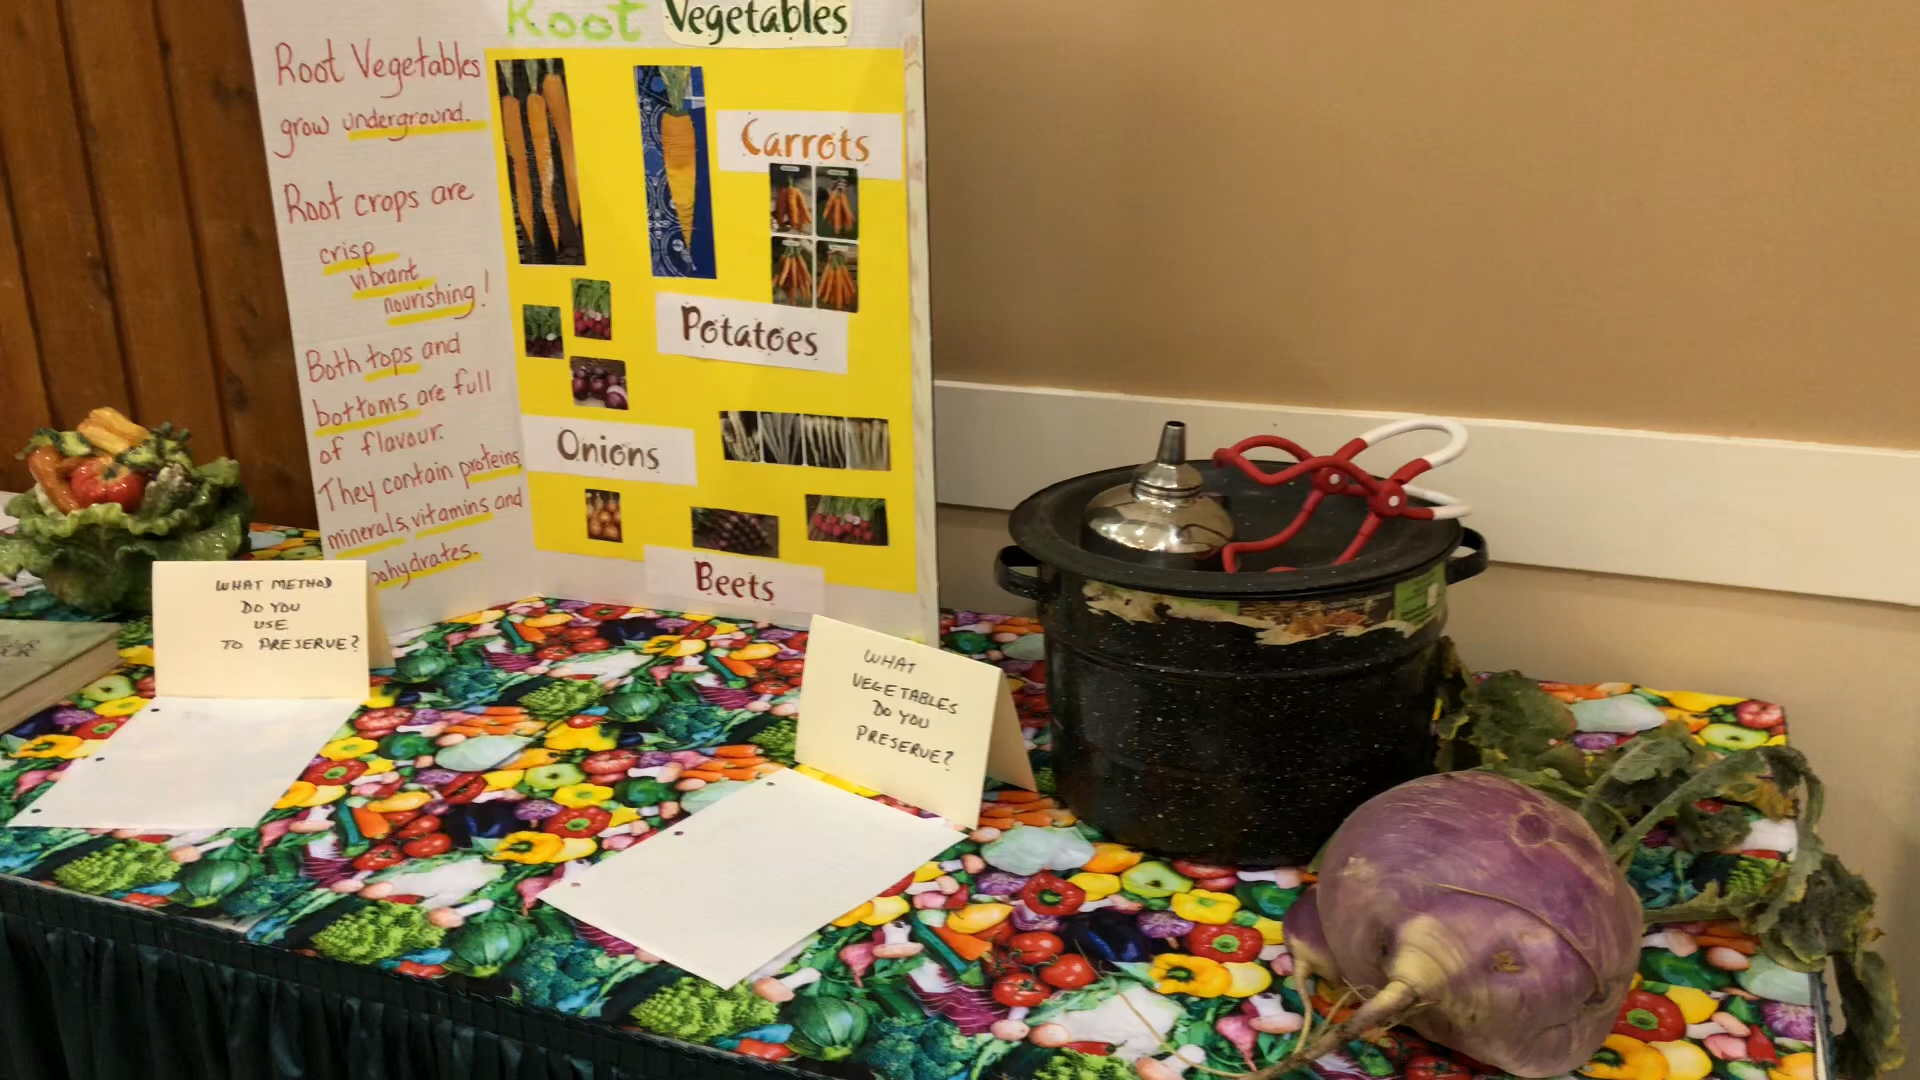 Root Vegetables
Root Vegetables
grow underground.
Root crops are
crisp
vibrant
nourishing!
Both tops and
bottoms are full
of flavour.
They contain proteins,
minerals, vitamins and
Carrots
Potatoes
Onions
Beets
WHAT METHOD
DO YOU
USE
TO PRESERVE?
WHAT
VEGETABLES
DO YOU
PRESERVE?